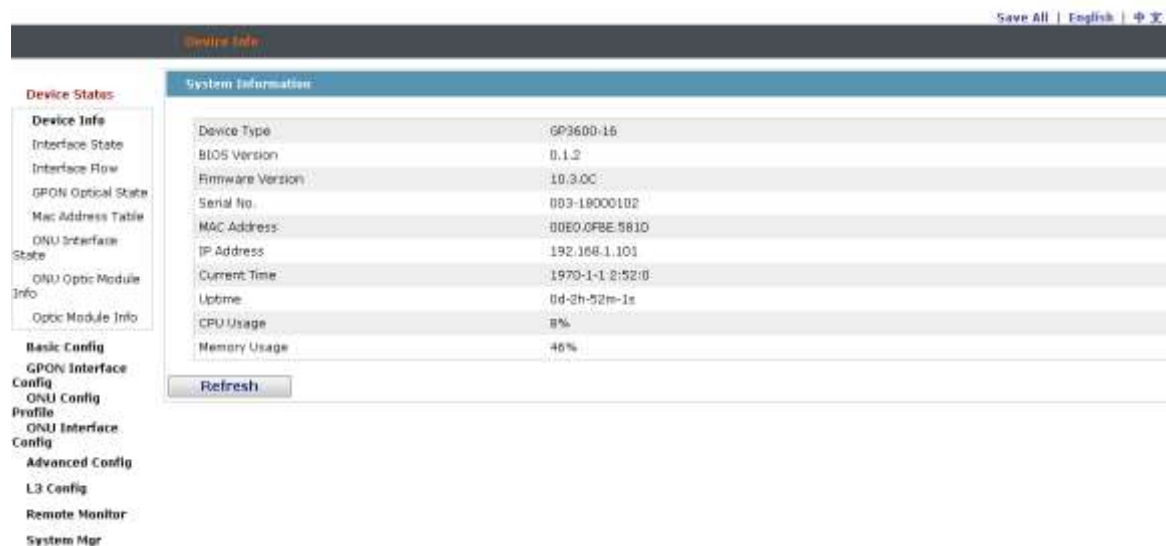 Save All | English | 中文
Device Info
Device Status
Device Info
Interface State
Interface Flow
GPON Optical State
Mac Address Table
ONU Interface
State
ONU Optic Module
Info
Optic Module Info
Basic Config
GPON Interface
Config
ONU Config
Profile
ONU Interface
Config
Advanced Config
L3 Config
Remote Monitor
System Mgr
System Information
Device Type GP3600-16
BIOS Version 0.1.2
Firmware Version 10.3.0C
Serial No. 003-18000102
MAC Address 00E0.0FBE.5810
IP Address 192.168.1.101
Current Time 1970-1-1 2:52:0
Uptime 0d-2h-52m-1s
CPU Usage 8%
Memory Usage 46%
Refresh